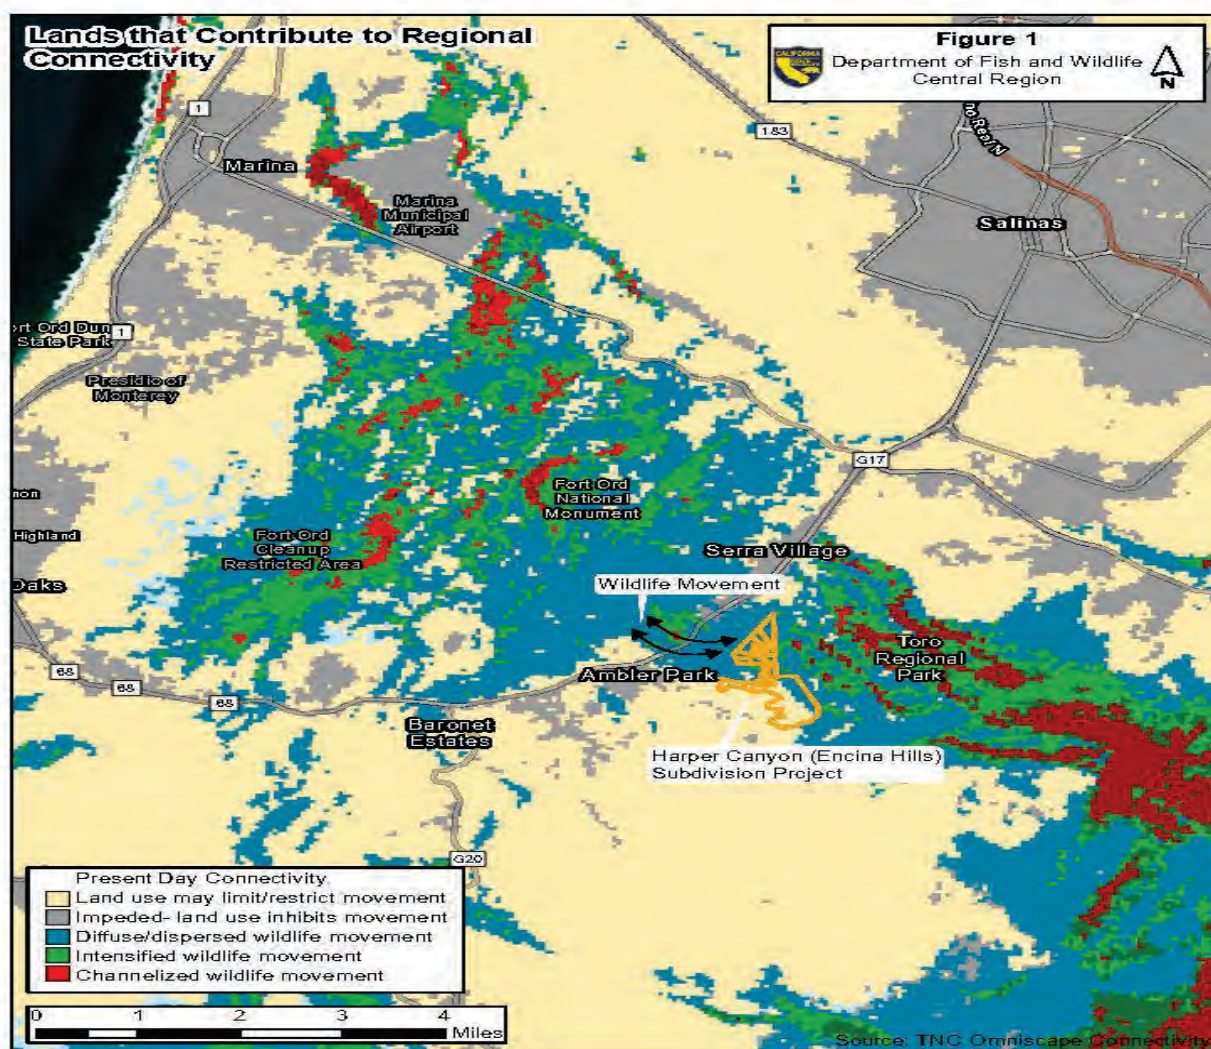 Lands that Contribute to Regional
Connectivity
Figure 1
CALIFORNIA
Department of Fish and Wildlife
Central Region
N
1
183
Marina
Marina
Municipal
Airport
Salinas
1
State Park
Presidio of
Monterey
G17
Fort Ord
National
Monument
Fort Ord
Cleanup
Restricted Area
Highland
Serra Village
Wildlife Movement
Toro
Regional
Park
Ambler Park
68
68
68
Baronet
Estates
Harper Canyon (Encina Hills)
Subdivision Project
G20
Present Day Connectivity
Land use may limit/restrict movement
Impeded- land use inhibits movement
Diffuse/dispersed wildlife movement
Intensified wildlife movement
Channelized wildlife movement
0 1 2 3 4
Miles
Source: TNC Omniscape Connectivity